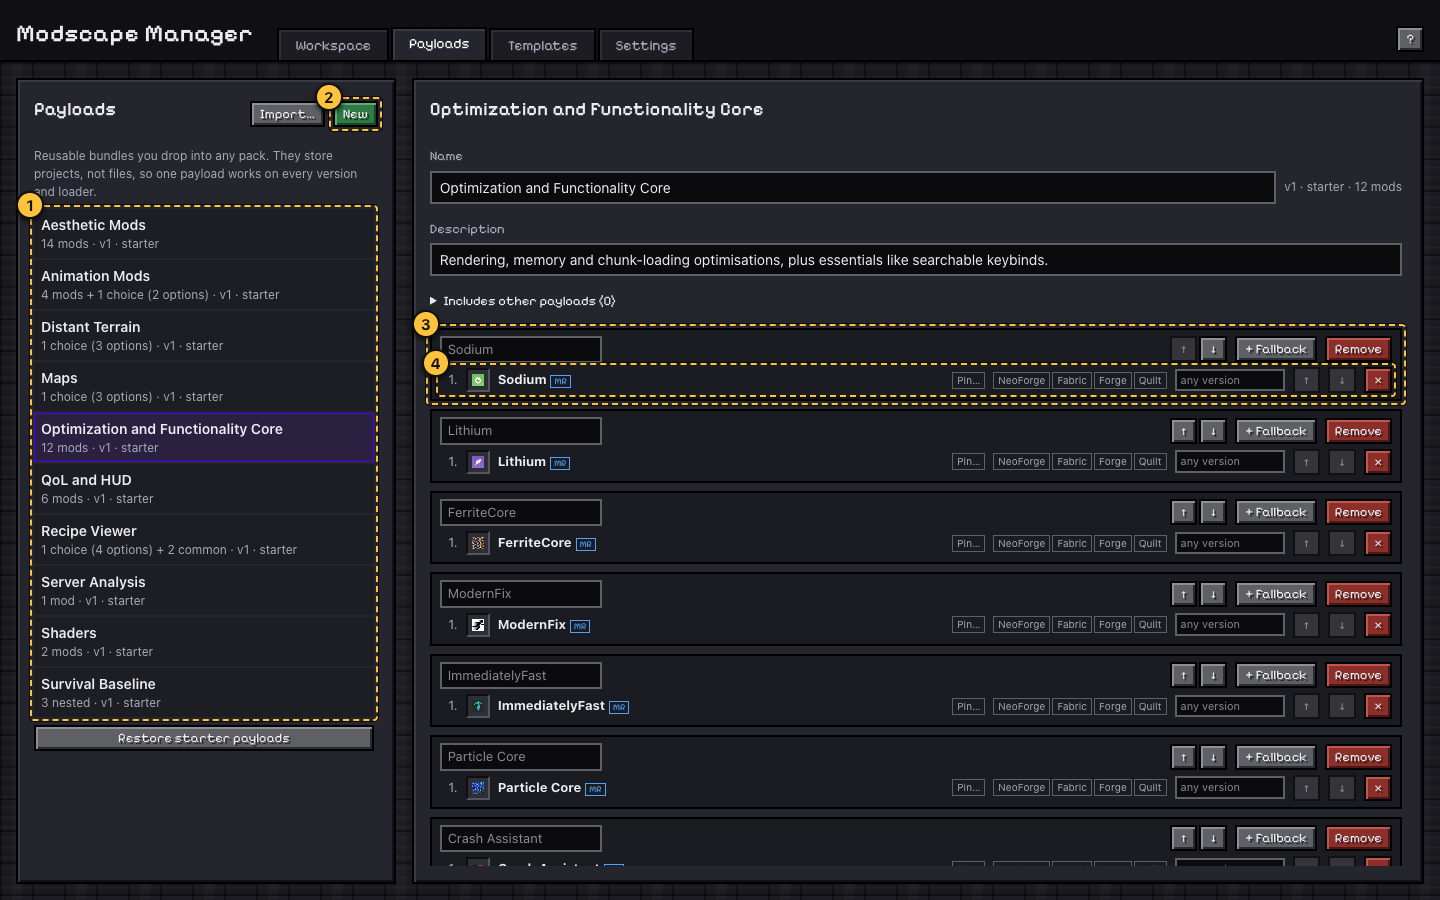 Modscape Manager
Workspace
Payloads
Templates
Settings
?
Payloads
Import...
2
New
Reusable bundles you drop into any pack. They store
projects, not files, so one payload works on every version
and loader.
1
Aesthetic Mods
14 mods · v1 · starter
Animation Mods
4 mods + 1 choice (2 options) · v1 · starter
Distant Terrain
1 choice (3 options) · v1 · starter
Maps
1 choice (3 options) · v1 · starter
Optimization and Functionality Core
12 mods · v1 · starter
QoL and HUD
6 mods · v1 · starter
Recipe Viewer
1 choice (4 options) + 2 common · v1 · starter
Server Analysis
1 mod · v1 · starter
Shaders
2 mods · v1 · starter
Survival Baseline
3 nested · v1 · starter
Restore starter payloads
Optimization and Functionality Core
Name
Optimization and Functionality Core
v1 · starter · 12 mods
Description
Rendering, memory and chunk-loading optimisations, plus essentials like searchable keybinds.
▶ Includes other payloads (0)
3
Sodium ↑ ↓ + Fallback Remove
4
1. Sodium MR Pin... NeoForge Fabric Forge Quilt any version ↑ ↓ ×
Lithium ↑ ↓ + Fallback Remove
1. Lithium MR Pin... NeoForge Fabric Forge Quilt any version ↑ ↓ ×
FerriteCore ↑ ↓ + Fallback Remove
1. FerriteCore MR Pin... NeoForge Fabric Forge Quilt any version ↑ ↓ ×
ModernFix ↑ ↓ + Fallback Remove
1. ModernFix MR Pin... NeoForge Fabric Forge Quilt any version ↑ ↓ ×
ImmediatelyFast ↑ ↓ + Fallback Remove
1. ImmediatelyFast MR Pin... NeoForge Fabric Forge Quilt any version ↑ ↓ ×
Particle Core ↑ ↓ + Fallback Remove
1. Particle Core MR Pin... NeoForge Fabric Forge Quilt any version ↑ ↓ ×
Crash Assistant ↑ ↓ + Fallback Remove